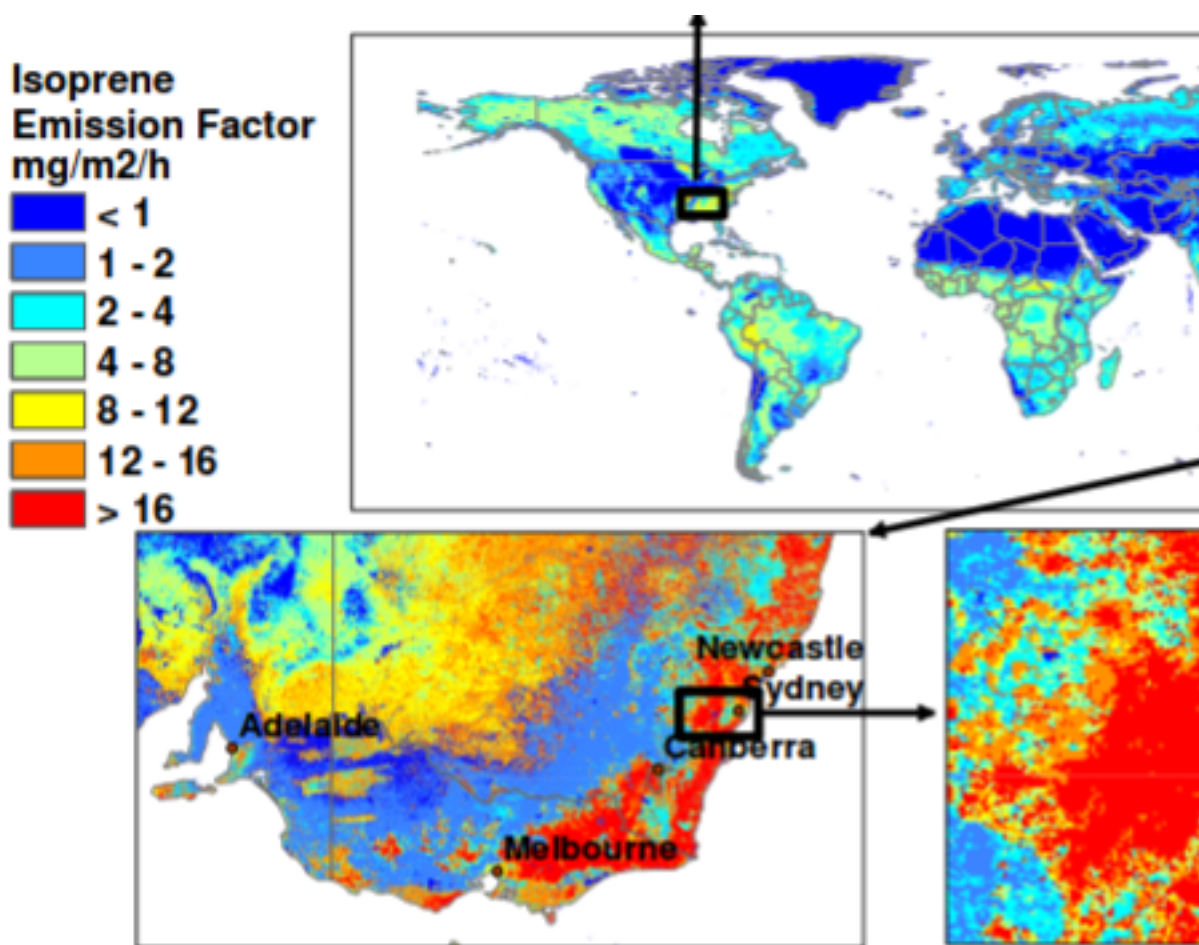 Isoprene
Emission Factor
mg/m2/h
< 1
1 - 2
2 - 4
4 - 8
8 - 12
12 - 16
> 16
Newcastle
Sydney
Adelaide
Canberra
Melbourne